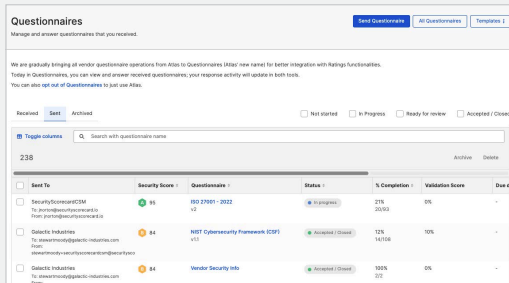 Questionnaires
Send Questionnaire
All Questionnaires
Templates
Manage and answer questionnaires that you received.
We are gradually bringing all vendor questionnaire operations from Atlas to Questionnaires (Atlas' new name) for better integration with Ratings functionalities.
Today in Questionnaires, you can view and answer received questionnaires; your response activity will update in both tools.
You can also opt out of Questionnaires to just use Atlas.
Received Sent Archived
Not started In Progress Ready for review Accepted / Closed
Toggle columns Search with questionnaire name
238 Archive Delete
Sent To Security Score Questionnaire Status % Completion Validation Score Due d
SecurityScorecardCSM 95 ISO 27001 - 2022 In progress 21% 0% -
To: jnorton@securityscorecard.io v2 20/93
From: jnorton@securityscorecard.io
Galactic Industries 84 NIST Cybersecurity Framework (CSF) Accepted / Closed 12% 10% -
To: stewartmoody@galactic-industries.com v1.1
From:
Galactic Industries 84 Vendor Security Info Accepted / Closed 100% 0% -
To: stewartmoody@galactic-industries.com 2/2
From: